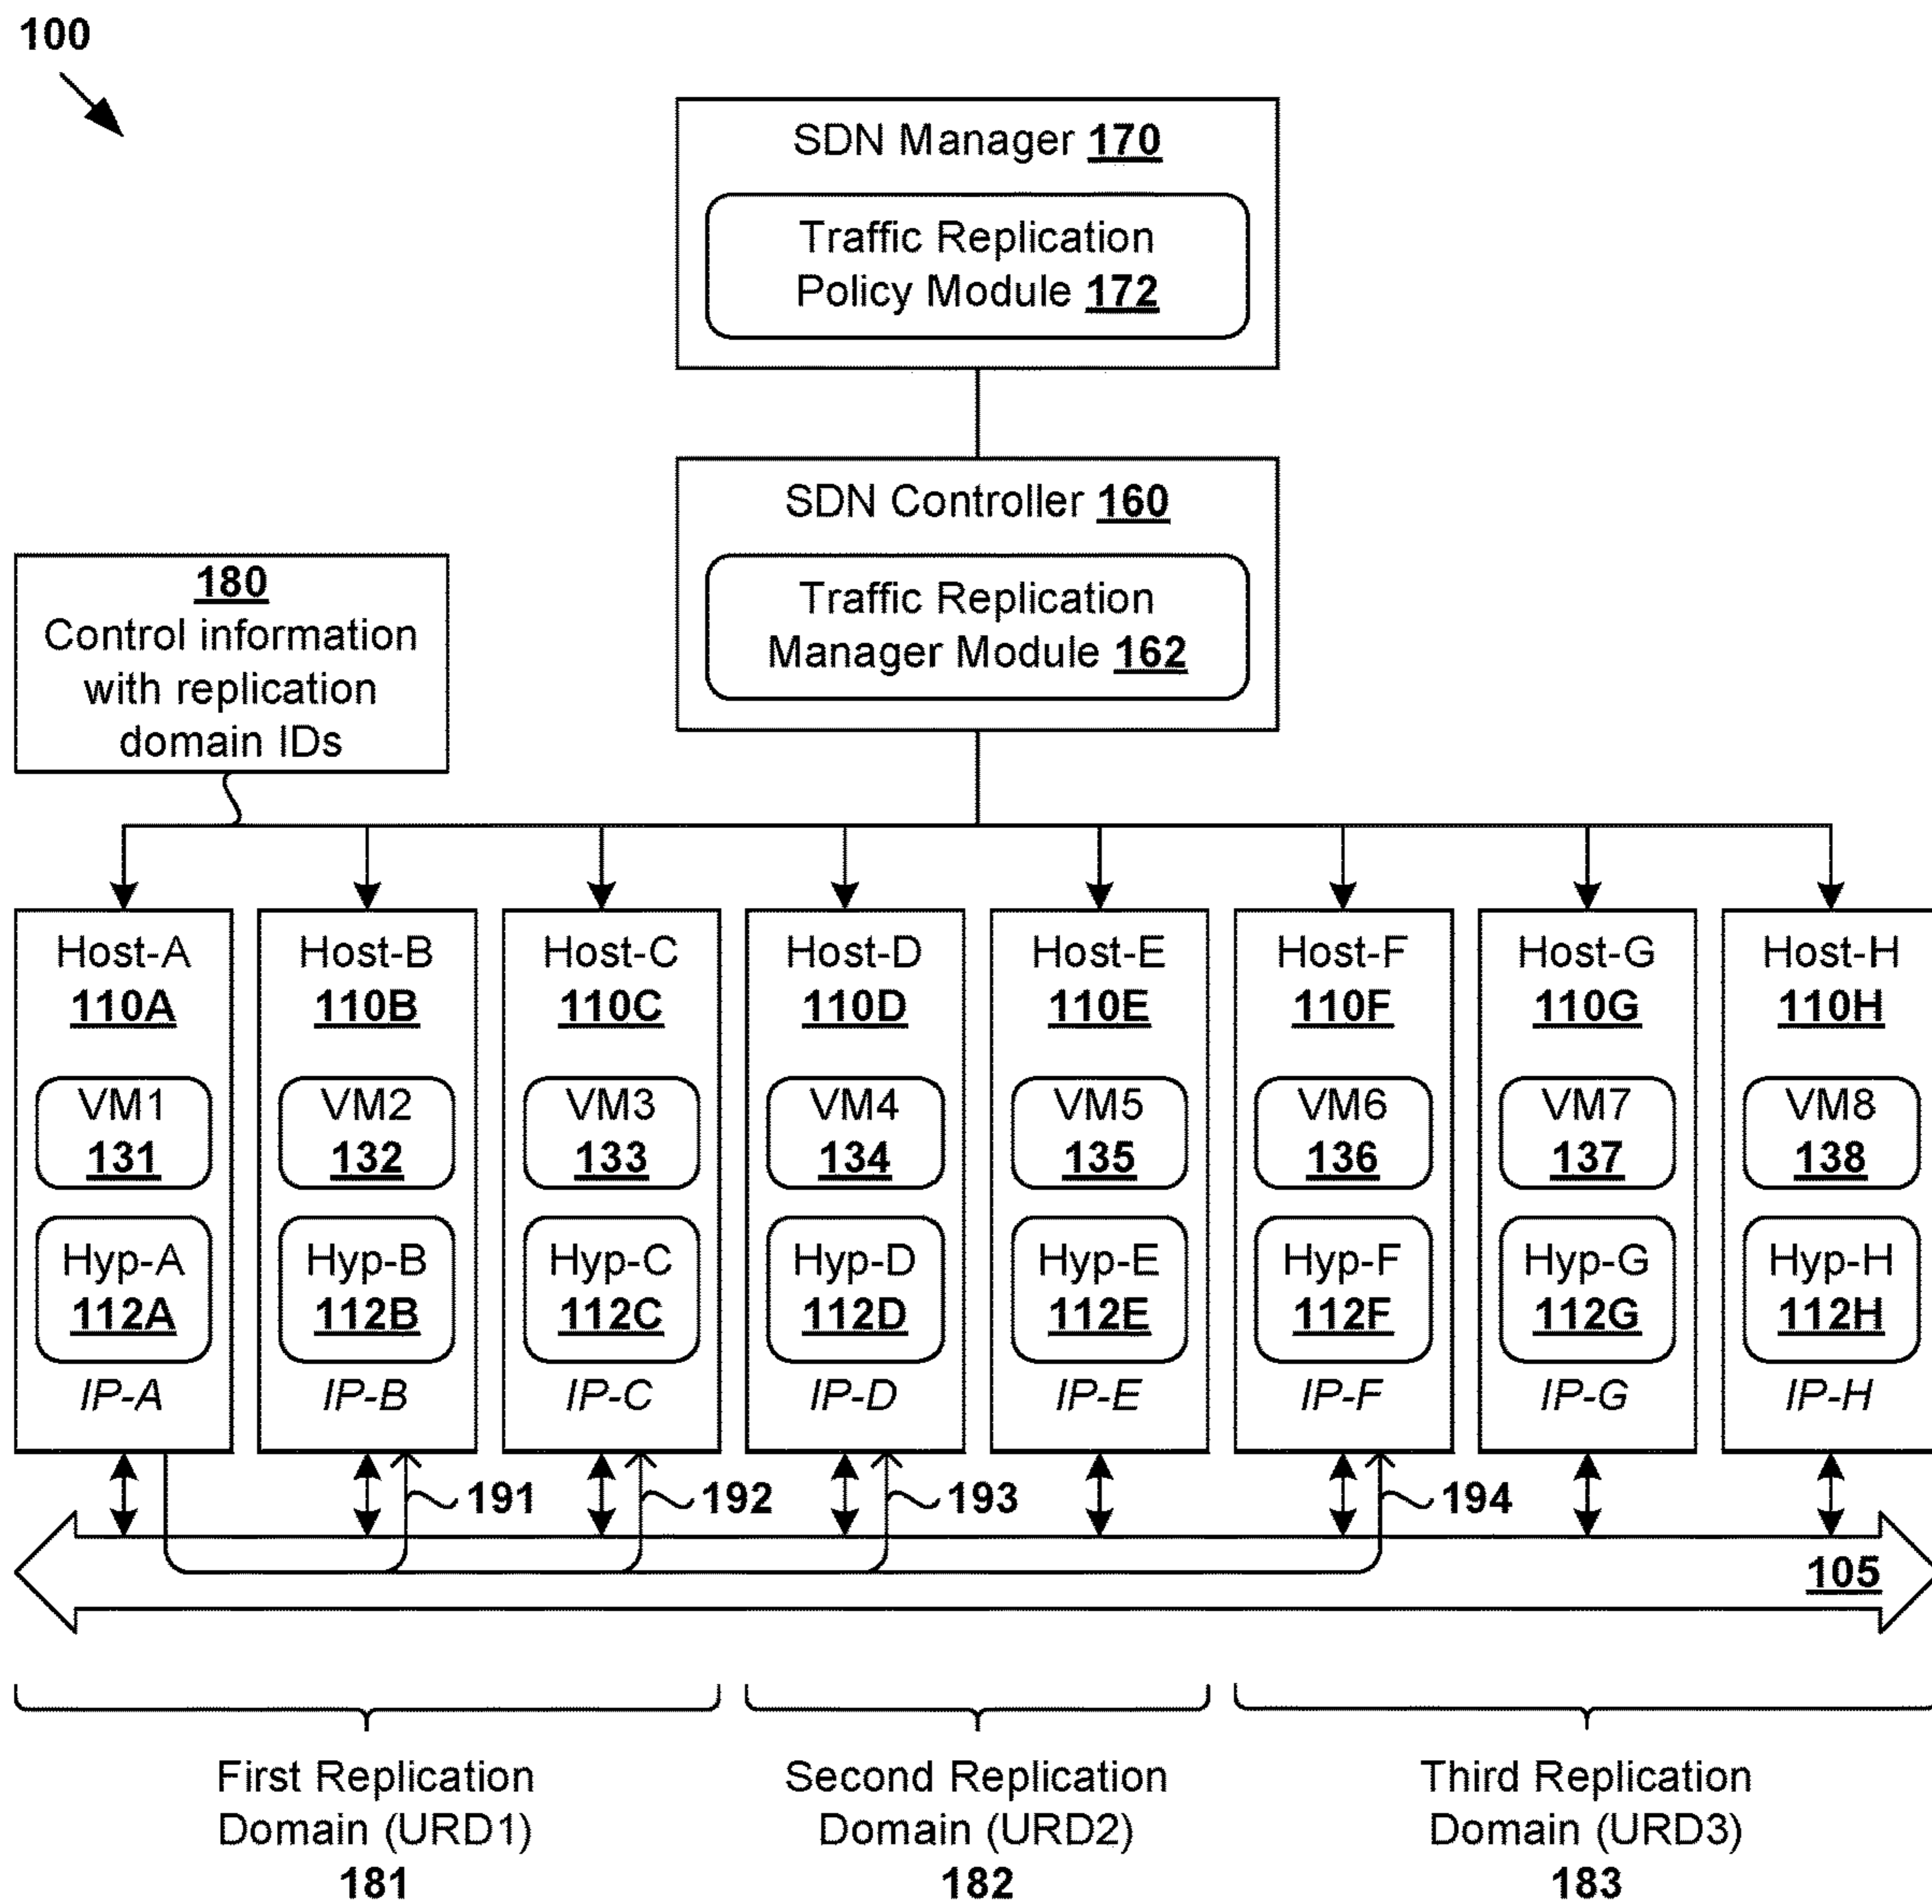 100
SDN Manager 170
Traffic Replication
Policy Module 172
SDN Controller 160
Traffic Replication
Manager Module 162
180
Control information
with replication
domain IDs
Host-A
110A
VM1
131
Hyp-A
112A
IP-A
Host-B
110B
VM2
132
Hyp-B
112B
IP-B
Host-C
110C
VM3
133
Hyp-C
112C
IP-C
Host-D
110D
VM4
134
Hyp-D
112D
IP-D
Host-E
110E
VM5
135
Hyp-E
112E
IP-E
Host-F
110F
VM6
136
Hyp-F
112F
IP-F
Host-G
110G
VM7
137
Hyp-G
112G
IP-G
Host-H
110H
VM8
138
Hyp-H
112H
IP-H
191
192
193
194
105
First Replication
Domain (URD1)
181
Second Replication
Domain (URD2)
182
Third Replication
Domain (URD3)
183